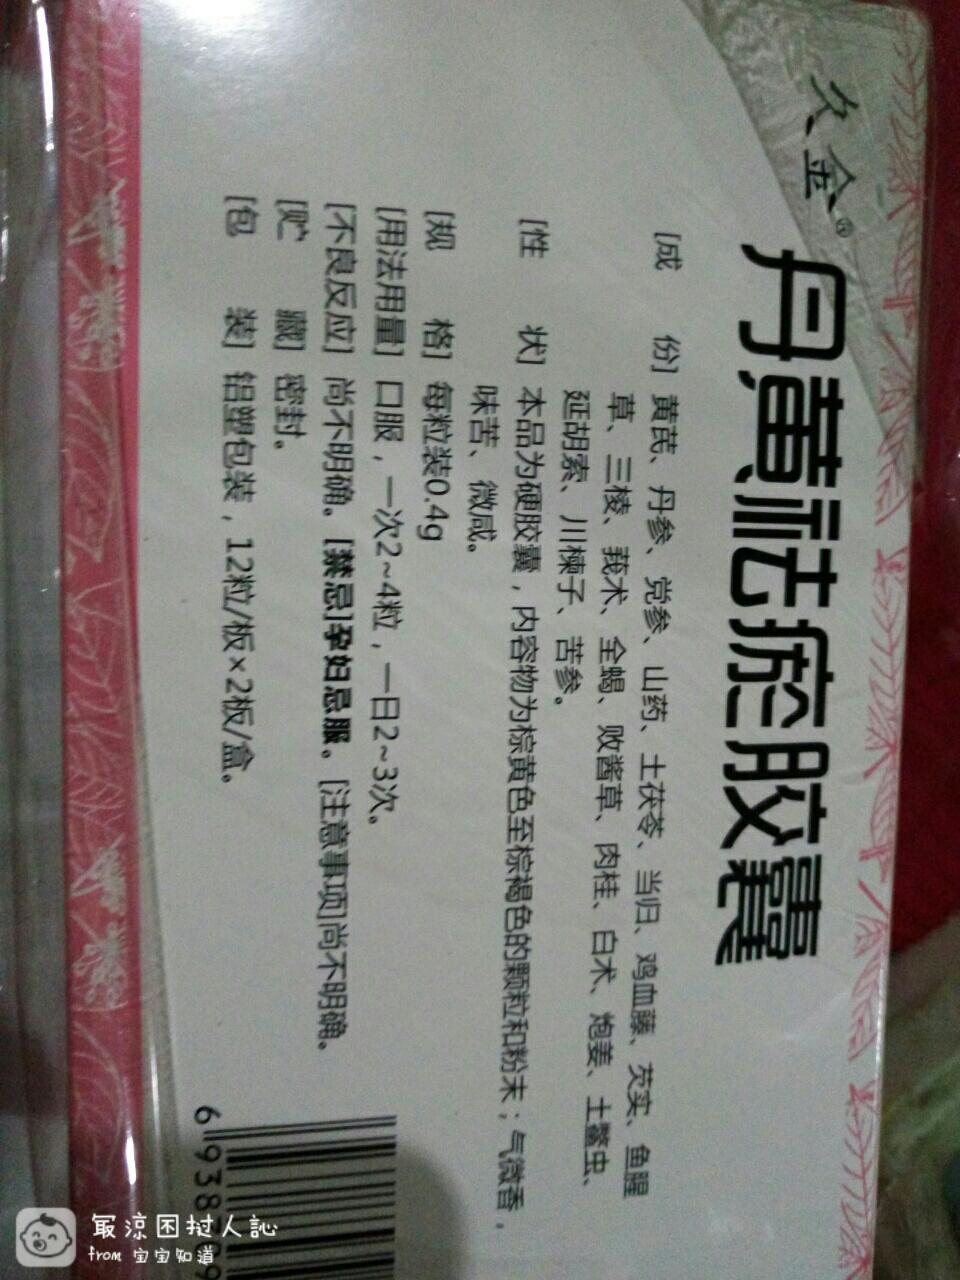 久金®
丹黄祛瘀胶囊
[成 份] 黄芪、丹参、党参、山药、土茯苓、当归、鸡血藤、芡实、鱼腥
草、三棱、莪术、全蝎、败酱草、肉桂、白术、炮姜、土鳖虫、
延胡索、川楝子、苦参。
[性 状] 本品为硬胶囊，内容物为棕黄色至棕褐色的颗粒和粉末；气微香，
味苦、微咸。
[规 格] 每粒装0.4g
[用法用量] 口服，一次2~4粒，一日2~3次。
[不良反应] 尚不明确。[禁忌]孕妇忌服。[注意事项]尚不明确。
[贮 藏] 密封。
[包 装] 铝塑包装，12粒/板×2板/盒。
冣涼困挝人訫
from 宝宝知道